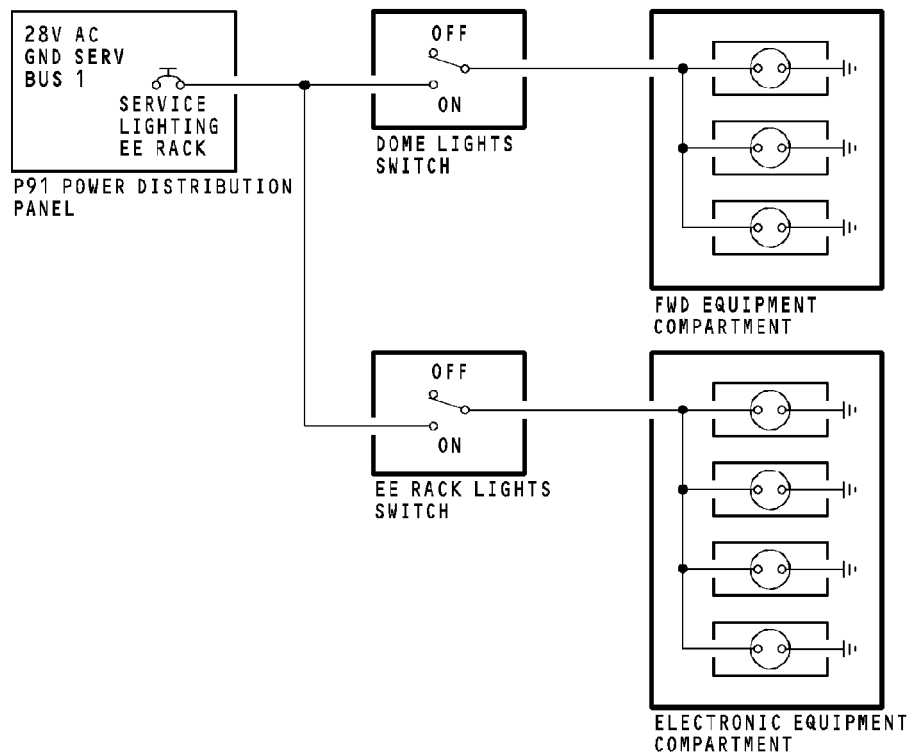 28V AC
GND SERV
BUS 1
SERVICE
LIGHTING
EE RACK
P91 POWER DISTRIBUTION
PANEL
OFF
ON
DOME LIGHTS
SWITCH
FWD EQUIPMENT
COMPARTMENT
OFF
ON
EE RACK LIGHTS
SWITCH
ELECTRONIC EQUIPMENT
COMPARTMENT